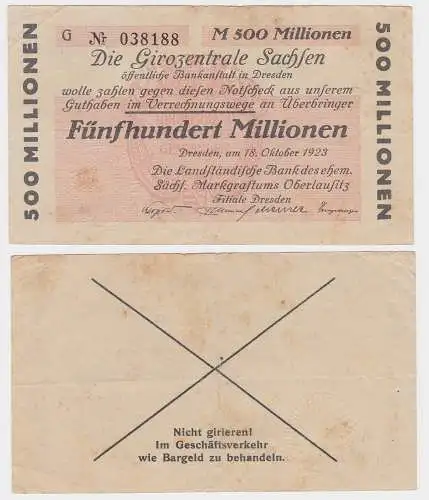 500 MILLIONEN
G № 038188 M 500 Millionen
Die Girozentrale Sachsen
öffentliche Bankanstalt in Dresden
wolle zahlen gegen diesen Notscheck aus unserem
Guthaben im Verrechnungswege an Überbringer
Fünfhundert Millionen
Dresden, am 18. Oktober 1923
Die Landständische Bank des ehem.
Sächs. Markgraftums Oberlausitz
Filiale Dresden
500 MILLIONEN
Nicht girieren!
Im Geschäftsverkehr
wie Bargeld zu behandeln.